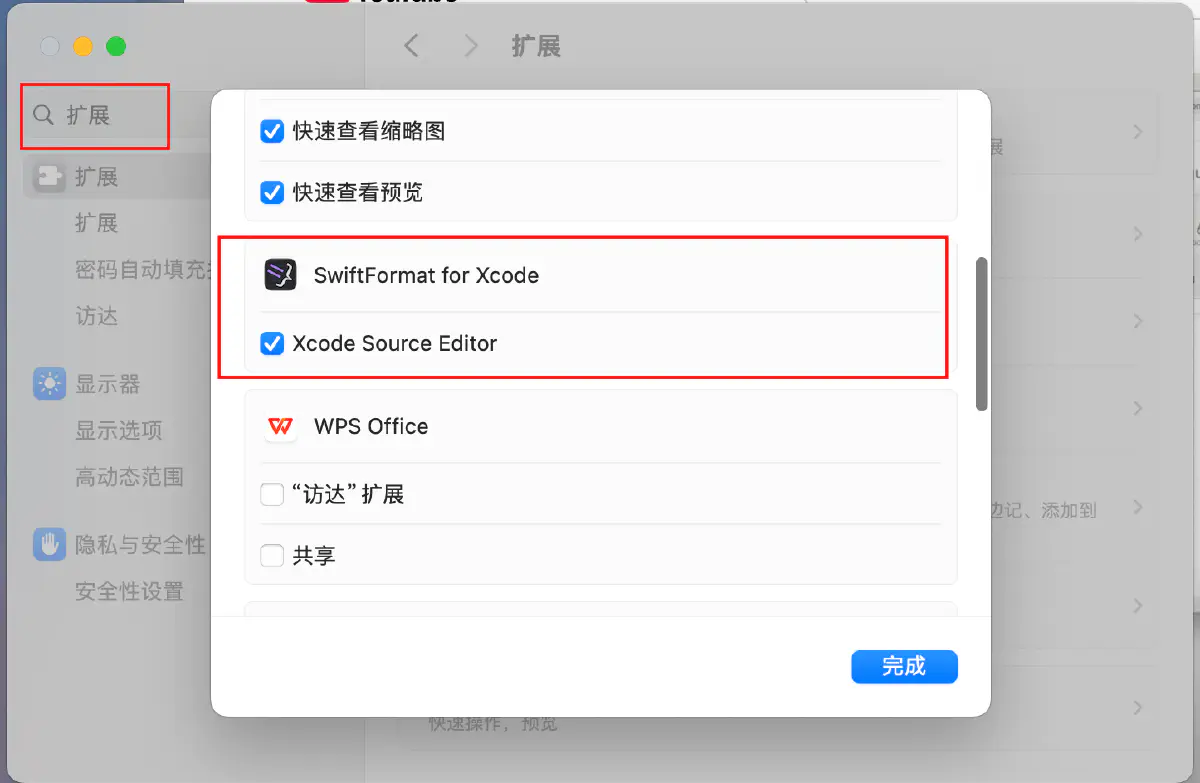 扩展
扩展
扩展
扩展
密码自动填充
访达
显示器
显示选项
高动态范围
隐私与安全性
安全性设置
快速查看缩略图
快速查看预览
SwiftFormat for Xcode
Xcode Source Editor
WPS Office
“访达”扩展
共享
完成
展
边记、添加到
快速操作，预览